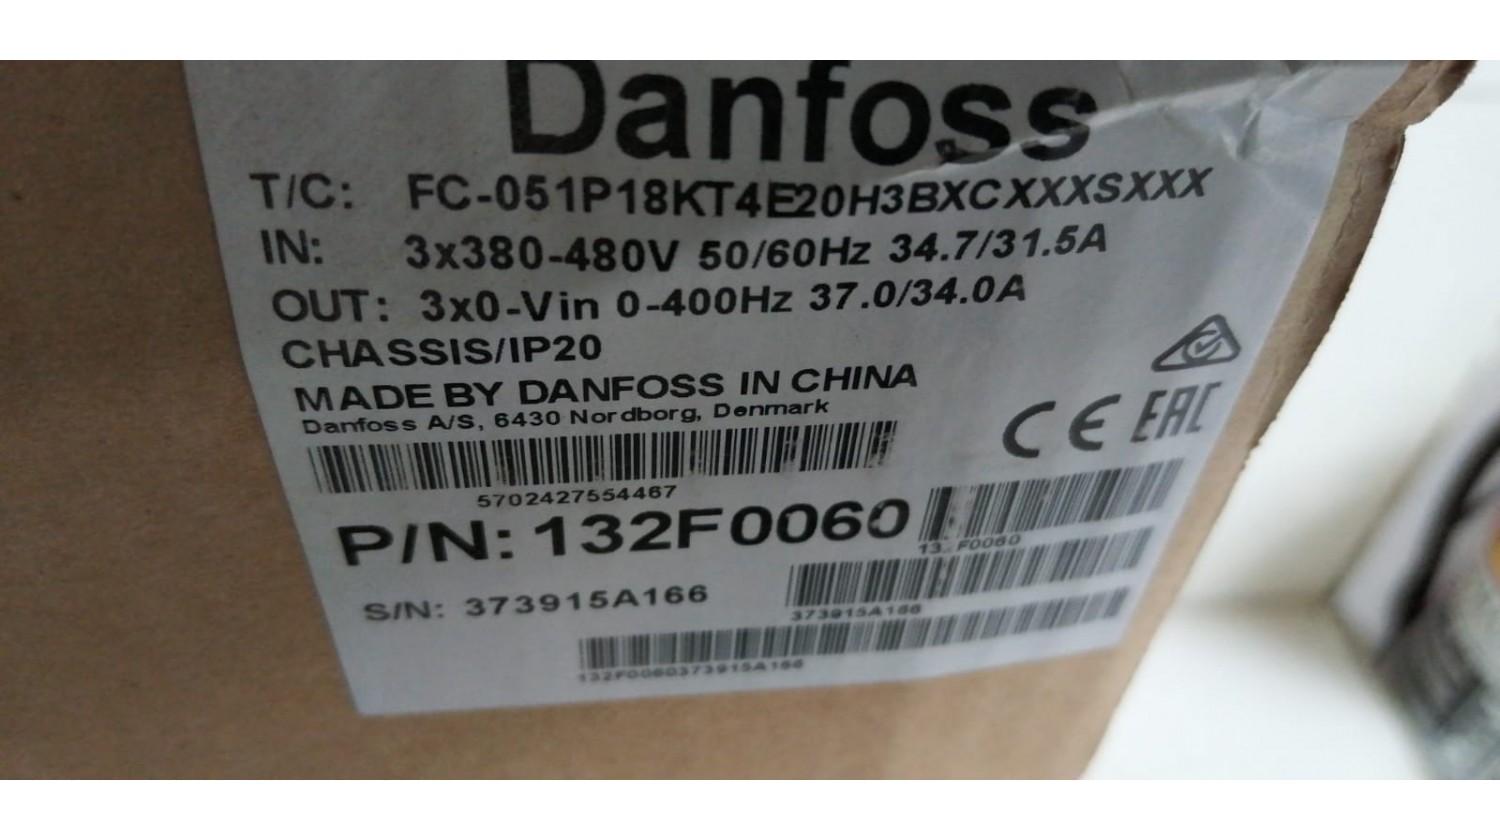 Danfoss
T/C: FC-051P18KT4E20H3BXCXXXSXXX
IN: 3x380-480V 50/60Hz 34.7/31.5A
OUT: 3x0-Vin 0-400Hz 37.0/34.0A
CHASSIS/IP20
MADE BY DANFOSS IN CHINA
Danfoss A/S, 6430 Nordborg, Denmark
CE EAC
5702427554467
P/N: 132F0060
S/N: 373915A166
373915A166
132F0060373915A166